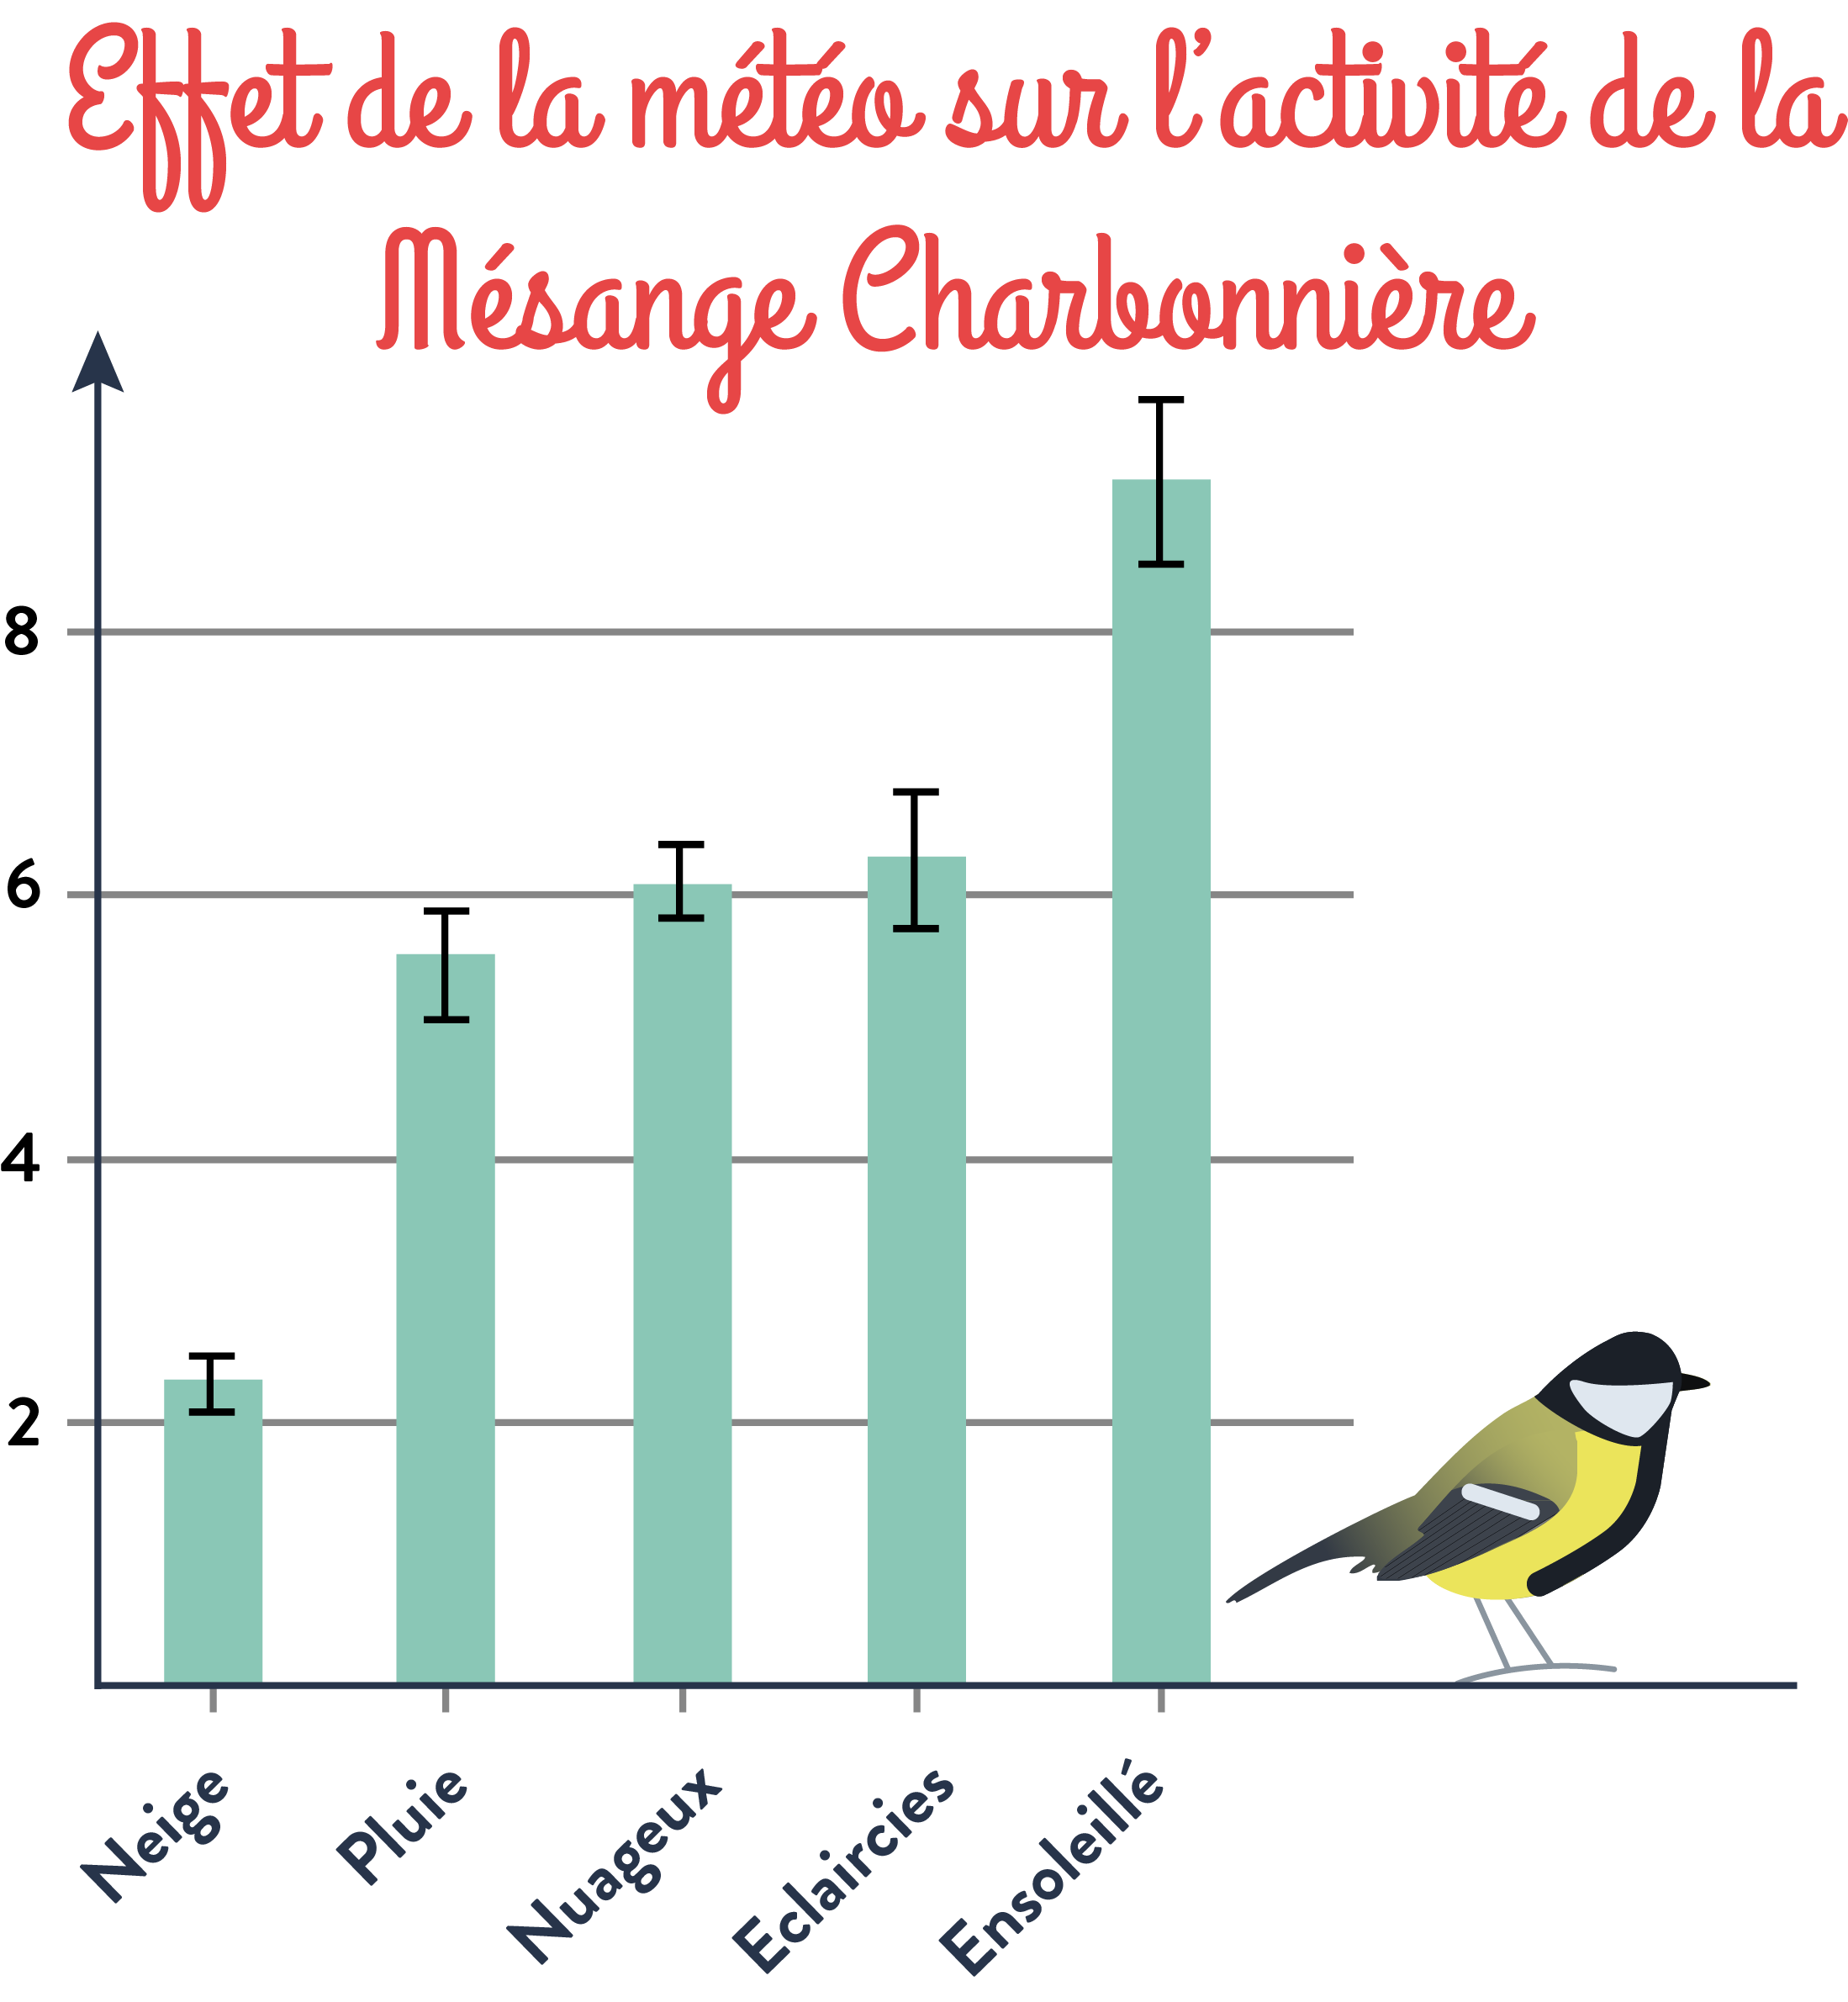 Effet de la météo sur l'activité de la
Mésange Charbonnière
8
6
4
2
Neige
Pluie
Nuageux
Eclaircies
Ensoleillé